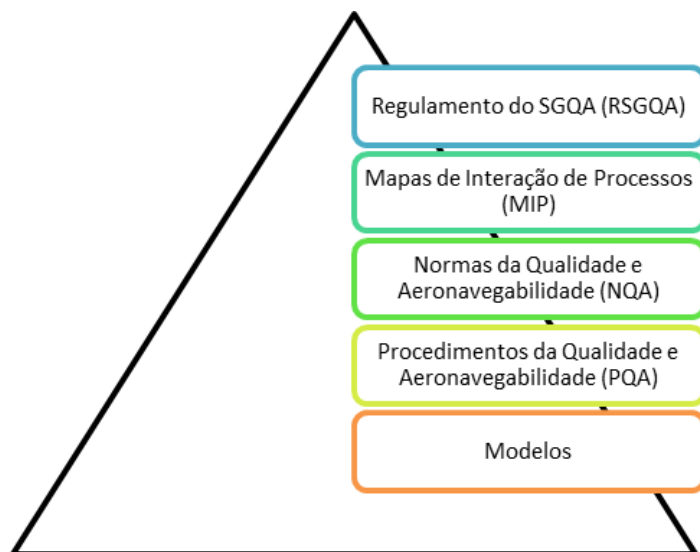 Regulamento do SGQA (RSGQA)
Mapas de Interação de Processos
(MIP)
Normas da Qualidade e
Aeronavegabilidade (NQA)
Procedimentos da Qualidade e
Aeronavegabilidade (PQA)
Modelos